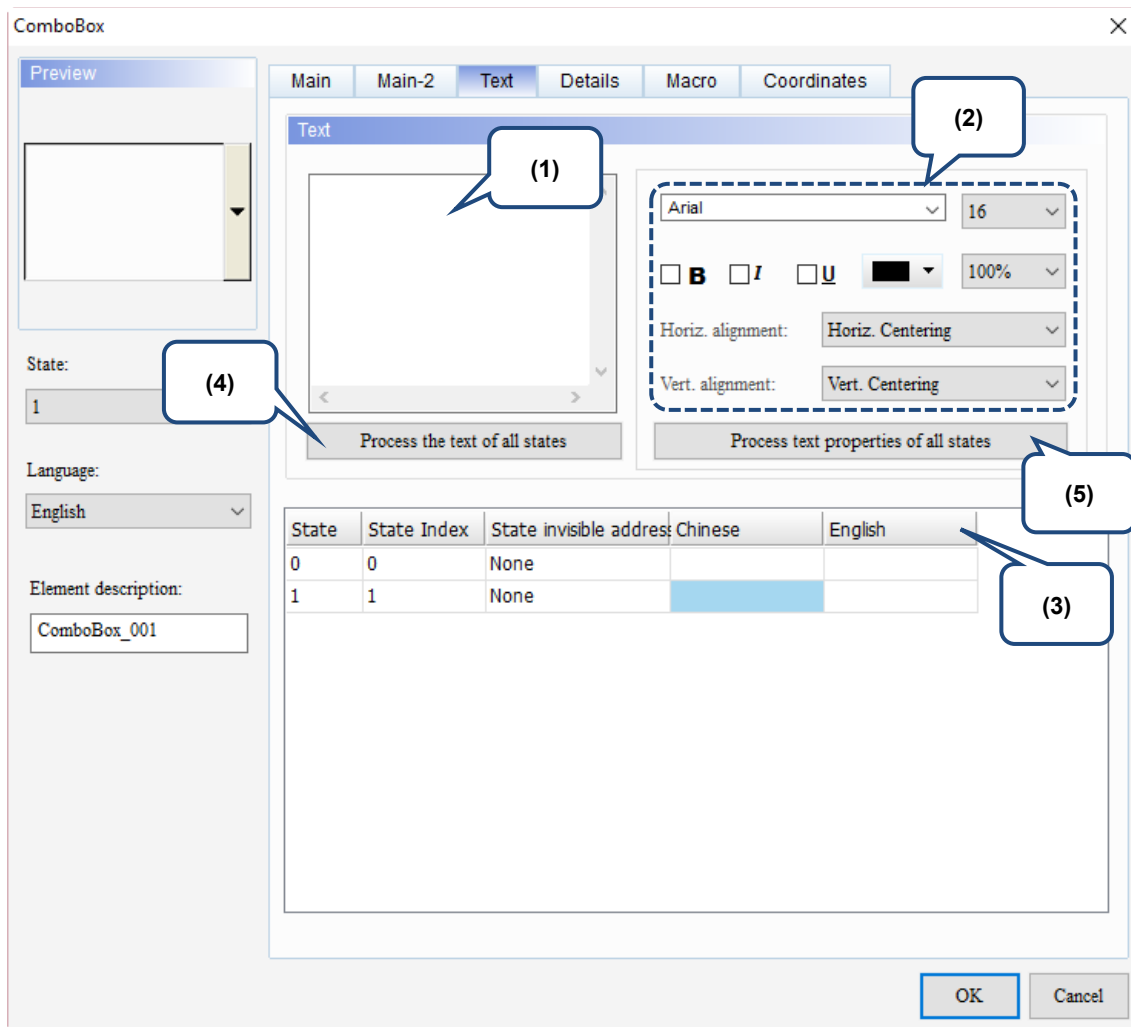 ComboBox
Preview
Main Main-2 Text Details Macro Coordinates
(2)
Text
(1)
Arial 16
B I U 100%
Horiz. alignment: Horiz. Centering
State:
(4)
Vert. alignment: Vert. Centering
1
Process the text of all states Process text properties of all states
Language:
(5)
English
State State Index State invisible address Chinese English
0 0 None
Element description:
1 1 None
(3)
ComboBox_001
OK Cancel